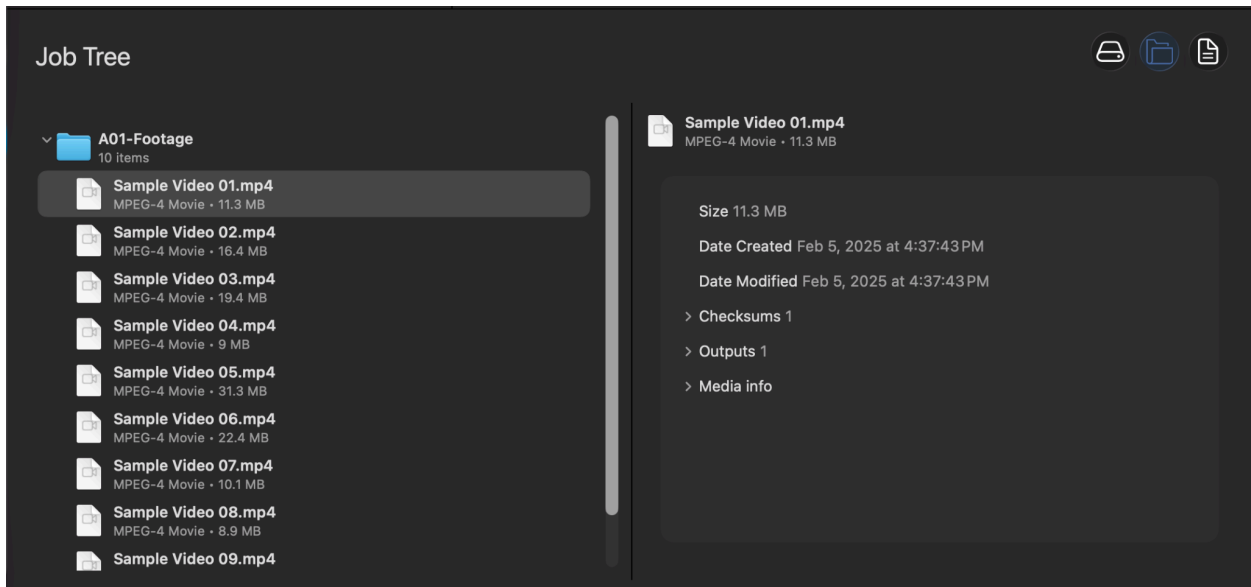 Job Tree
A01-Footage
10 items
Sample Video 01.mp4
MPEG-4 Movie • 11.3 MB
Sample Video 02.mp4
MPEG-4 Movie • 16.4 MB
Sample Video 03.mp4
MPEG-4 Movie • 19.4 MB
Sample Video 04.mp4
MPEG-4 Movie • 9 MB
Sample Video 05.mp4
MPEG-4 Movie • 31.3 MB
Sample Video 06.mp4
MPEG-4 Movie • 22.4 MB
Sample Video 07.mp4
MPEG-4 Movie • 10.1 MB
Sample Video 08.mp4
MPEG-4 Movie • 8.9 MB
Sample Video 09.mp4
Sample Video 01.mp4
MPEG-4 Movie • 11.3 MB
Size 11.3 MB
Date Created Feb 5, 2025 at 4:37:43 PM
Date Modified Feb 5, 2025 at 4:37:43 PM
Checksums 1
Outputs 1
Media info